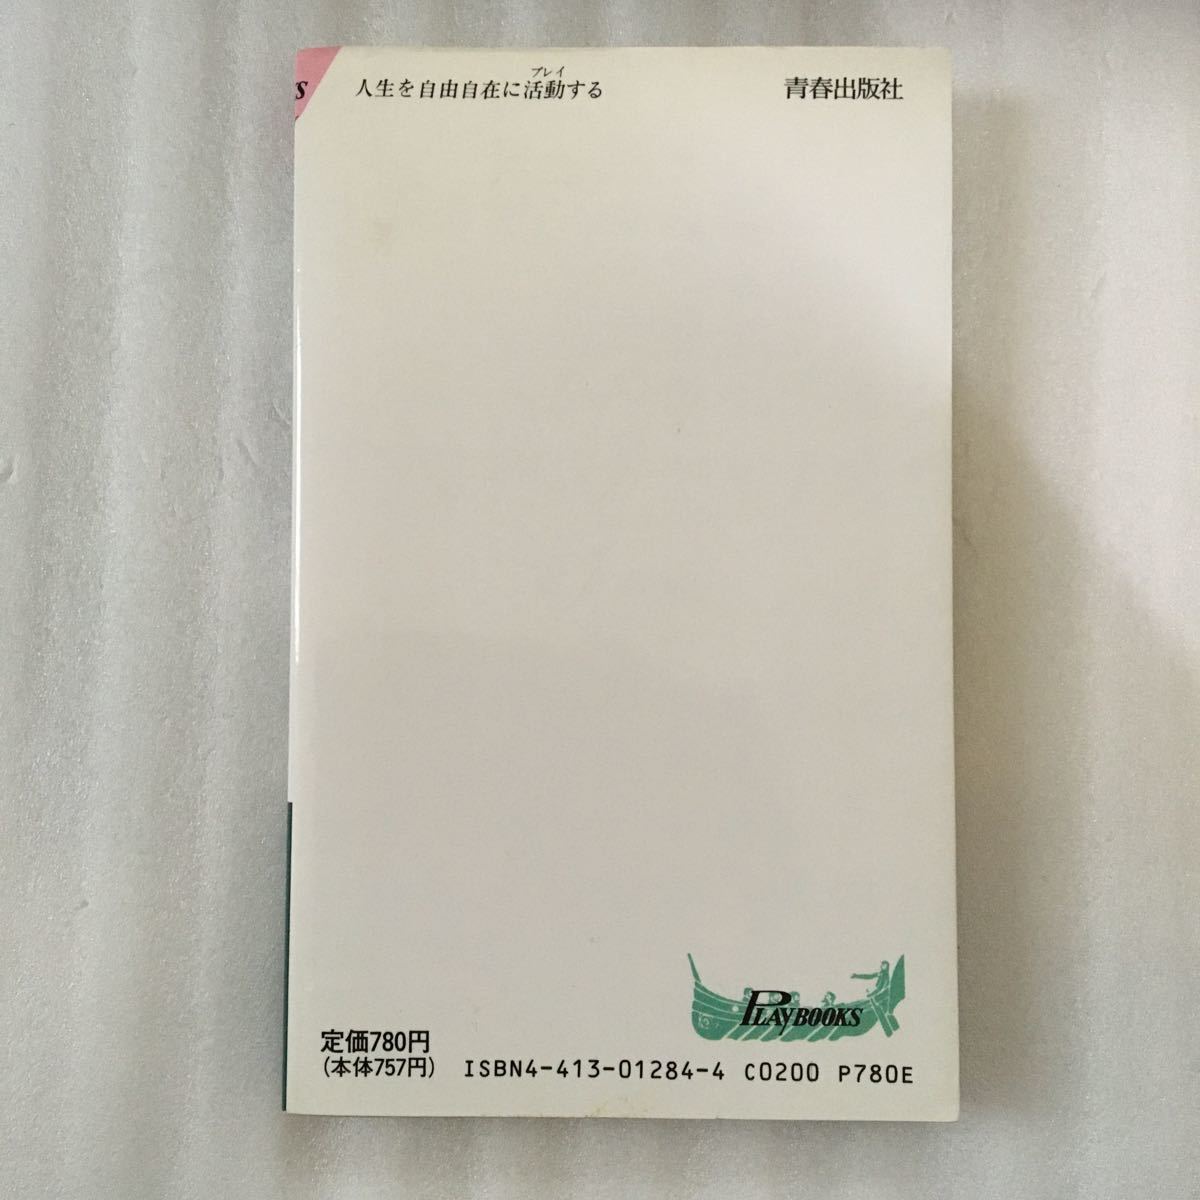 プレイ
人生を自由自在に活動する
青春出版社
PLAYBOOKS
定価780円
(本体757円)
ISBN4-413-01284-4 C0200 P780E